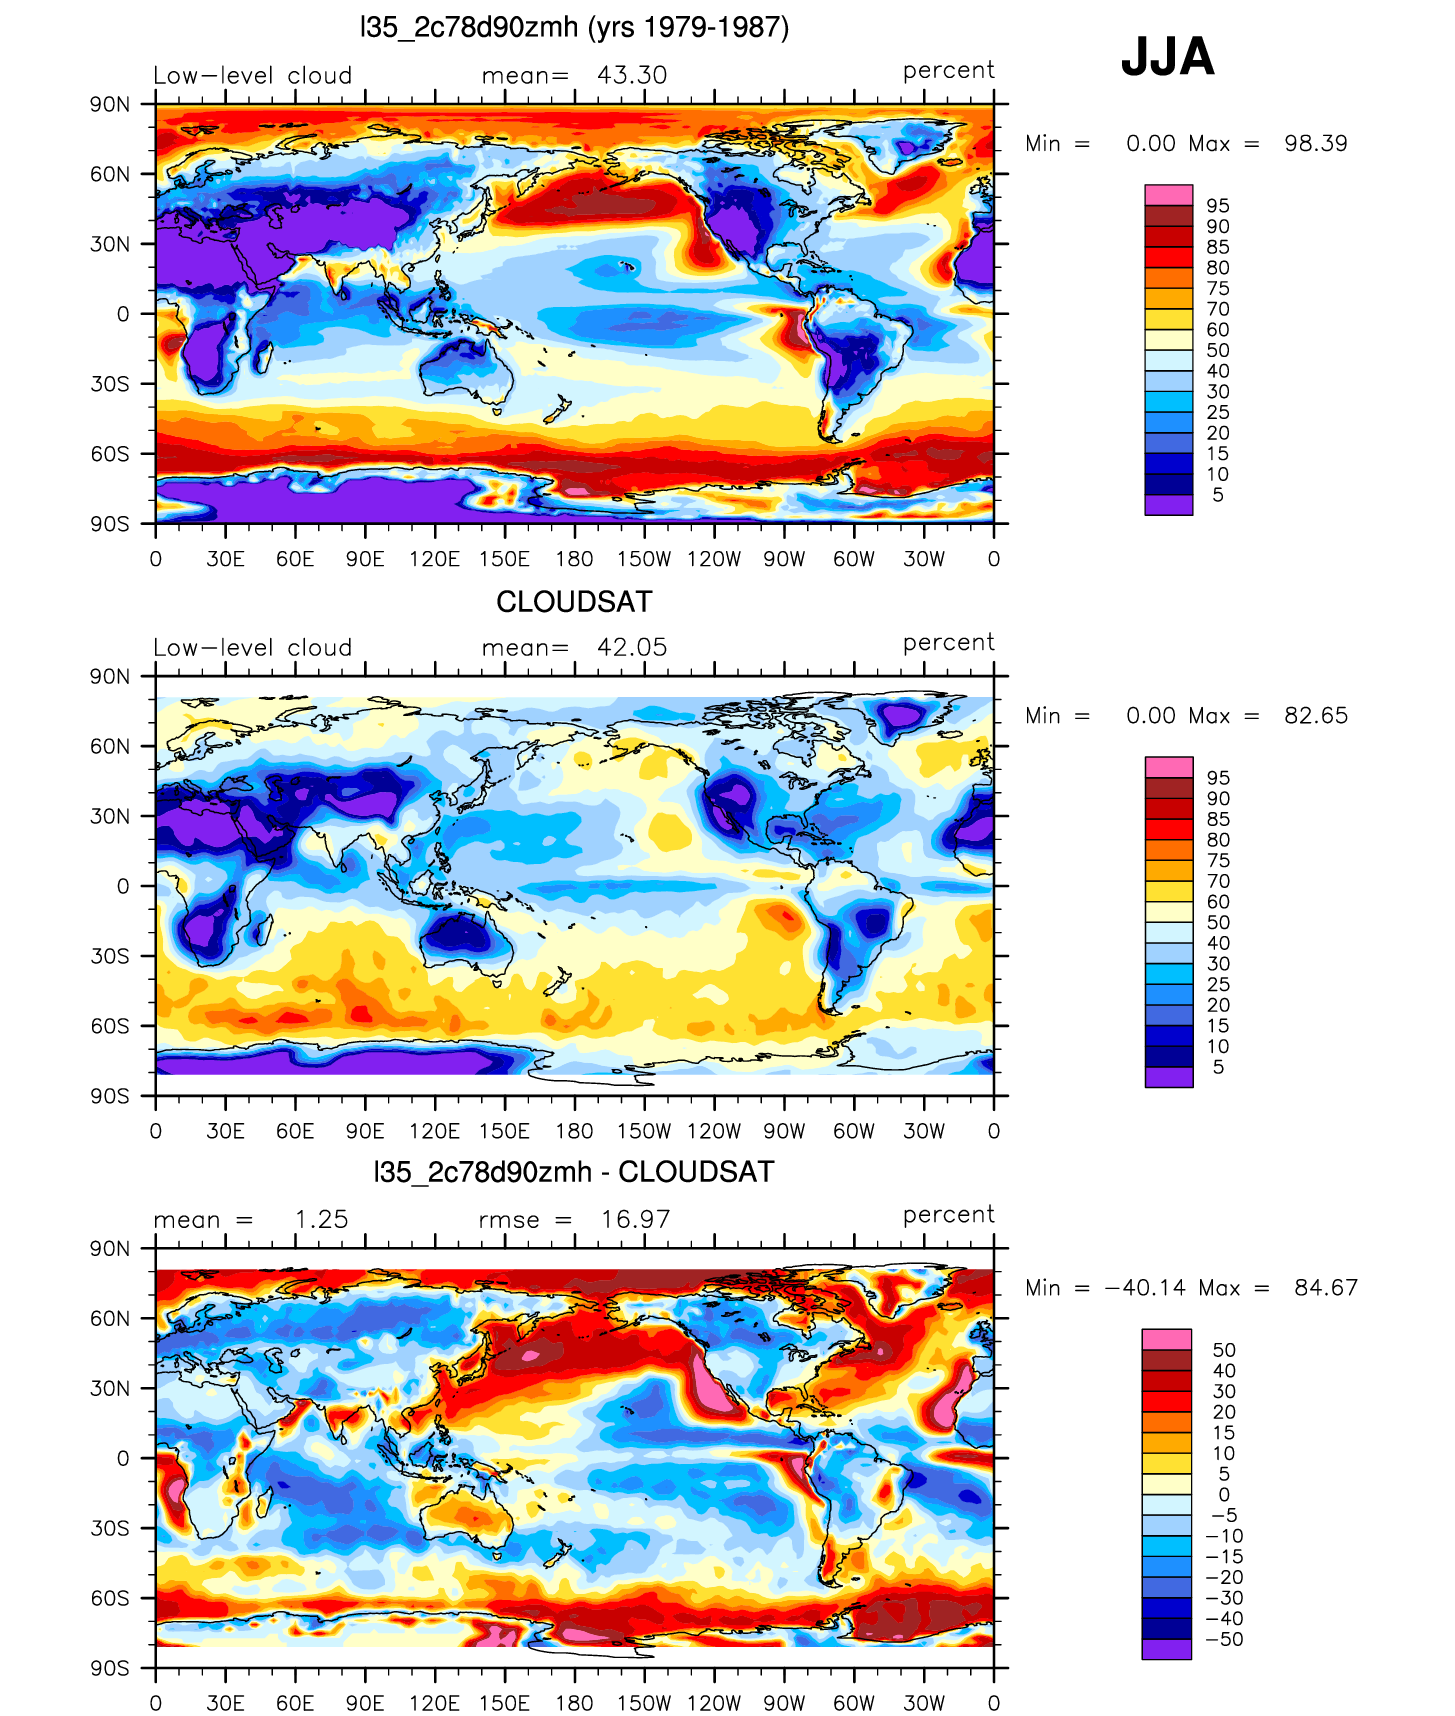 l35_2c78d90zmh (yrs 1979-1987)
JJA
Low-level cloud mean= 43.30 percent
Min = 0.00 Max = 98.39
90N
60N
30N
0
30S
60S
90S
0 30E 60E 90E 120E 150E 180 150W 120W 90W 60W 30W 0
95
90
85
80
75
70
60
50
40
30
25
20
15
10
5
CLOUDSAT
Low-level cloud mean= 42.05 percent
Min = 0.00 Max = 82.65
90N
60N
30N
0
30S
60S
90S
0 30E 60E 90E 120E 150E 180 150W 120W 90W 60W 30W 0
95
90
85
80
75
70
60
50
40
30
25
20
15
10
5
l35_2c78d90zmh - CLOUDSAT
mean = 1.25 rmse = 16.97 percent
Min = -40.14 Max = 84.67
90N
60N
30N
0
30S
60S
90S
0 30E 60E 90E 120E 150E 180 150W 120W 90W 60W 30W 0
50
40
30
20
15
10
5
0
-5
-10
-15
-20
-30
-40
-50